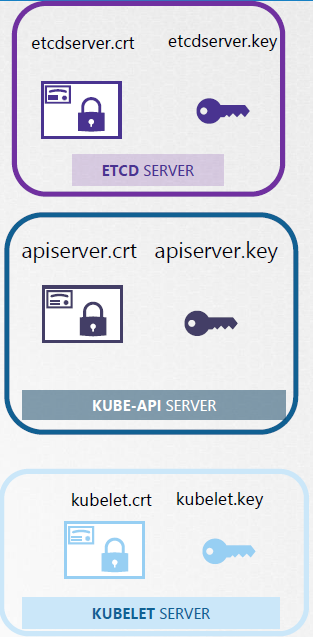 etcdserver.crt etcdserver.key
ETCD SERVER
apiserver.crt apiserver.key
KUBE-API SERVER
kubelet.crt kubelet.key
KUBELET SERVER